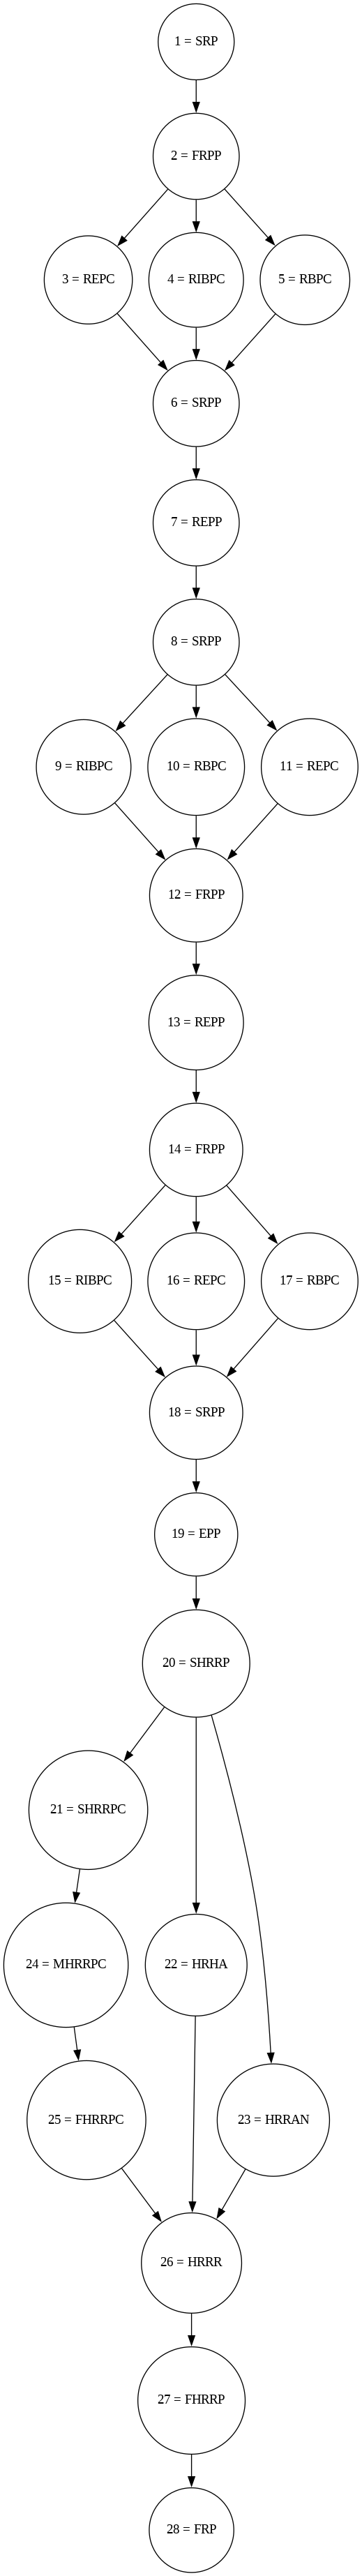 1 = SRP
2 = FRPP
3 = REPC
4 = RIBPC
5 = RBPC
6 = SRPP
7 = REPP
8 = SRPP
9 = RIBPC
10 = RBPC
11 = REPC
12 = FRPP
13 = REPP
14 = FRPP
15 = RIBPC
16 = REPC
17 = RBPC
18 = SRPP
19 = EPP
20 = SHRRP
21 = SHRRPC
24 = MHRRPC
22 = HRHA
25 = FHRRPC
23 = HRRAN
26 = HRRR
27 = FHRRP
28 = FRP